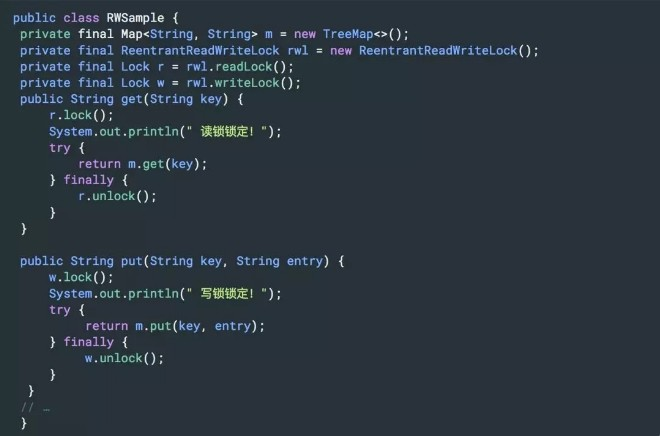 public class RWSample {
 private final Map<String, String> m = new TreeMap<>();
 private final ReentrantReadWriteLock rwl = new ReentrantReadWriteLock();
 private final Lock r = rwl.readLock();
 private final Lock w = rwl.writeLock();
 public String get(String key) {
     r.lock();
     System.out.println(" 读锁锁定! ");
     try {
         return m.get(key);
     } finally {
         r.unlock();
     }
 }

 public String put(String key, String entry) {
     w.lock();
     System.out.println(" 写锁锁定! ");
     try {
          return m.put(key, entry);
     } finally {
          w.unlock();
     }
  }
 // …
 }